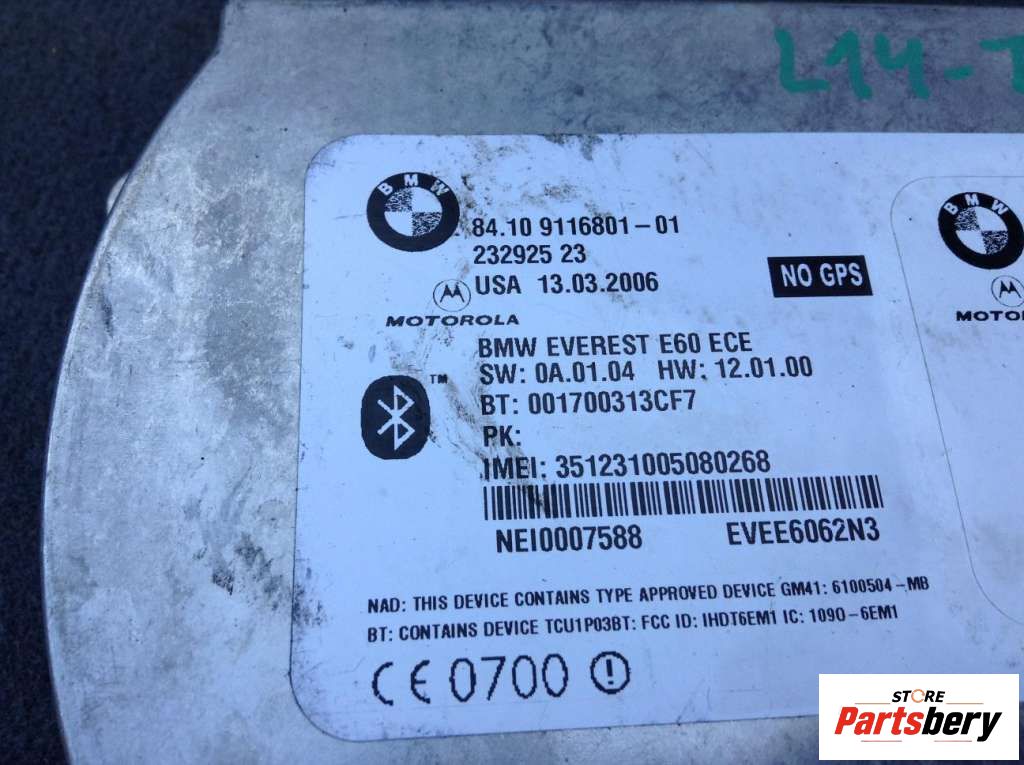 L14-T
BMW
84.10 9116801-01
232925 23
USA 13.03.2006
NO GPS
MOTOROLA
BMW EVEREST E60 ECE
SW: 0A.01.04 HW: 12.01.00
TM
BT: 001700313CF7
PK:
IMEI: 351231005080268
NEI0007588 EVEE6062N3
NAD: THIS DEVICE CONTAINS TYPE APPROVED DEVICE GM41: 6100504-MB
BT: CONTAINS DEVICE TCU1P03BT: FCC ID: IHDT6EM1 IC: 1090-6EM1
CE 0700
BMW
MOTO
STORE
Partsbery